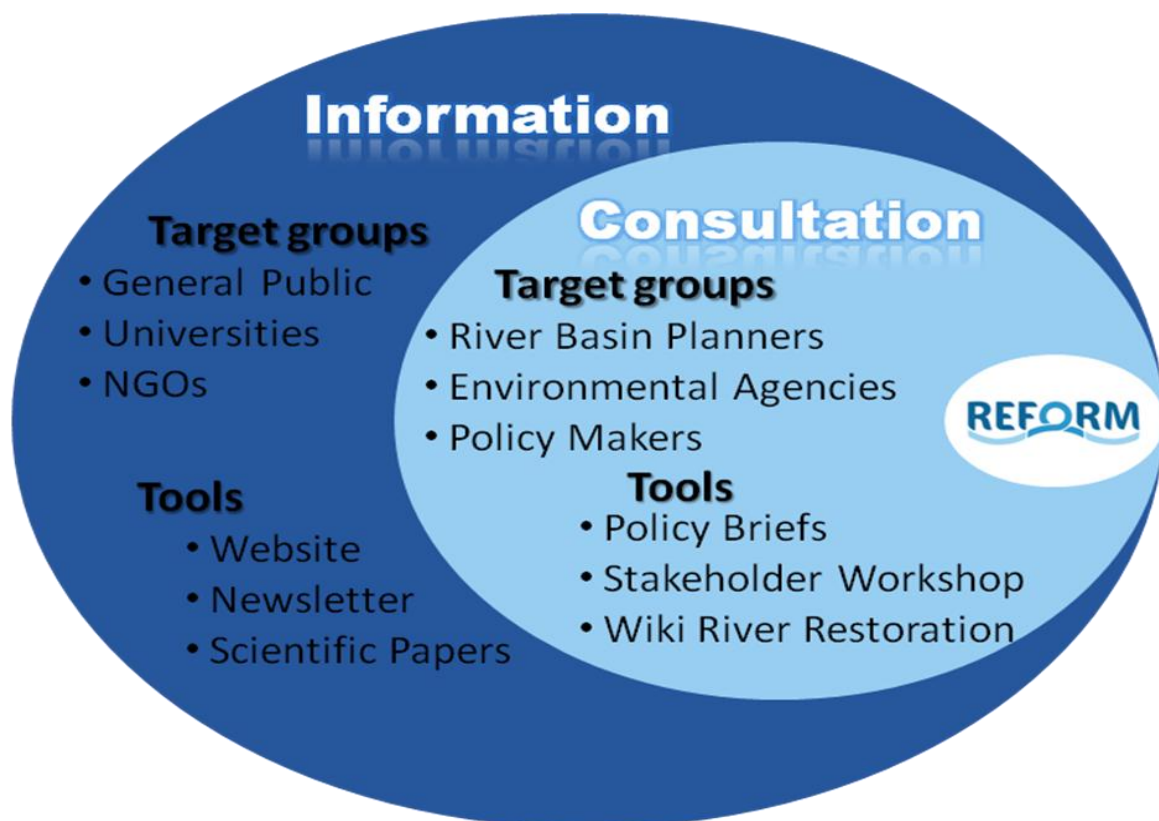 Information
Target groups
• General Public
• Universities
• NGOs
Tools
• Website
• Newsletter
• Scientific Papers
Consultation
Target groups
• River Basin Planners
• Environmental Agencies
• Policy Makers
Tools
• Policy Briefs
• Stakeholder Workshop
• Wiki River Restoration
REFORM